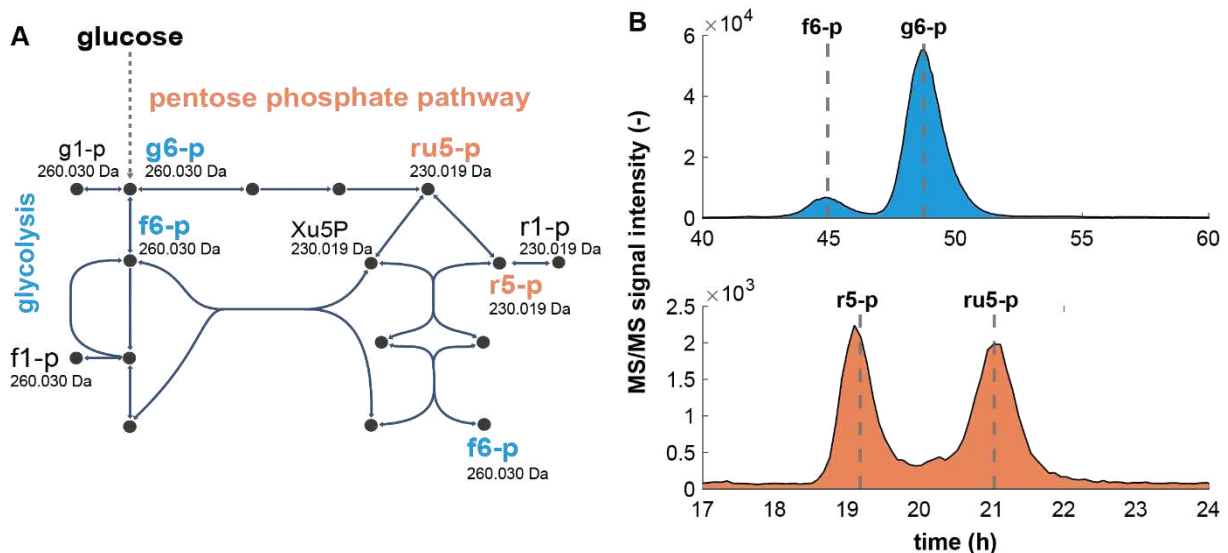 A
glucose
pentose phosphate pathway
g1-p
260.030 Da
g6-p
260.030 Da
ru5-p
230.019 Da
glycolysis
f6-p
260.030 Da
Xu5P
230.019 Da
r1-p
230.019 Da
r5-p
230.019 Da
f1-p
260.030 Da
f6-p
260.030 Da
B
×10⁴
f6-p
g6-p
6
4
2
0
40
45
50
55
60
MS/MS signal intensity (-)
×10³
r5-p
ru5-p
2.5
2
1.5
1
0.5
0
17
18
19
20
21
22
23
24
time (h)